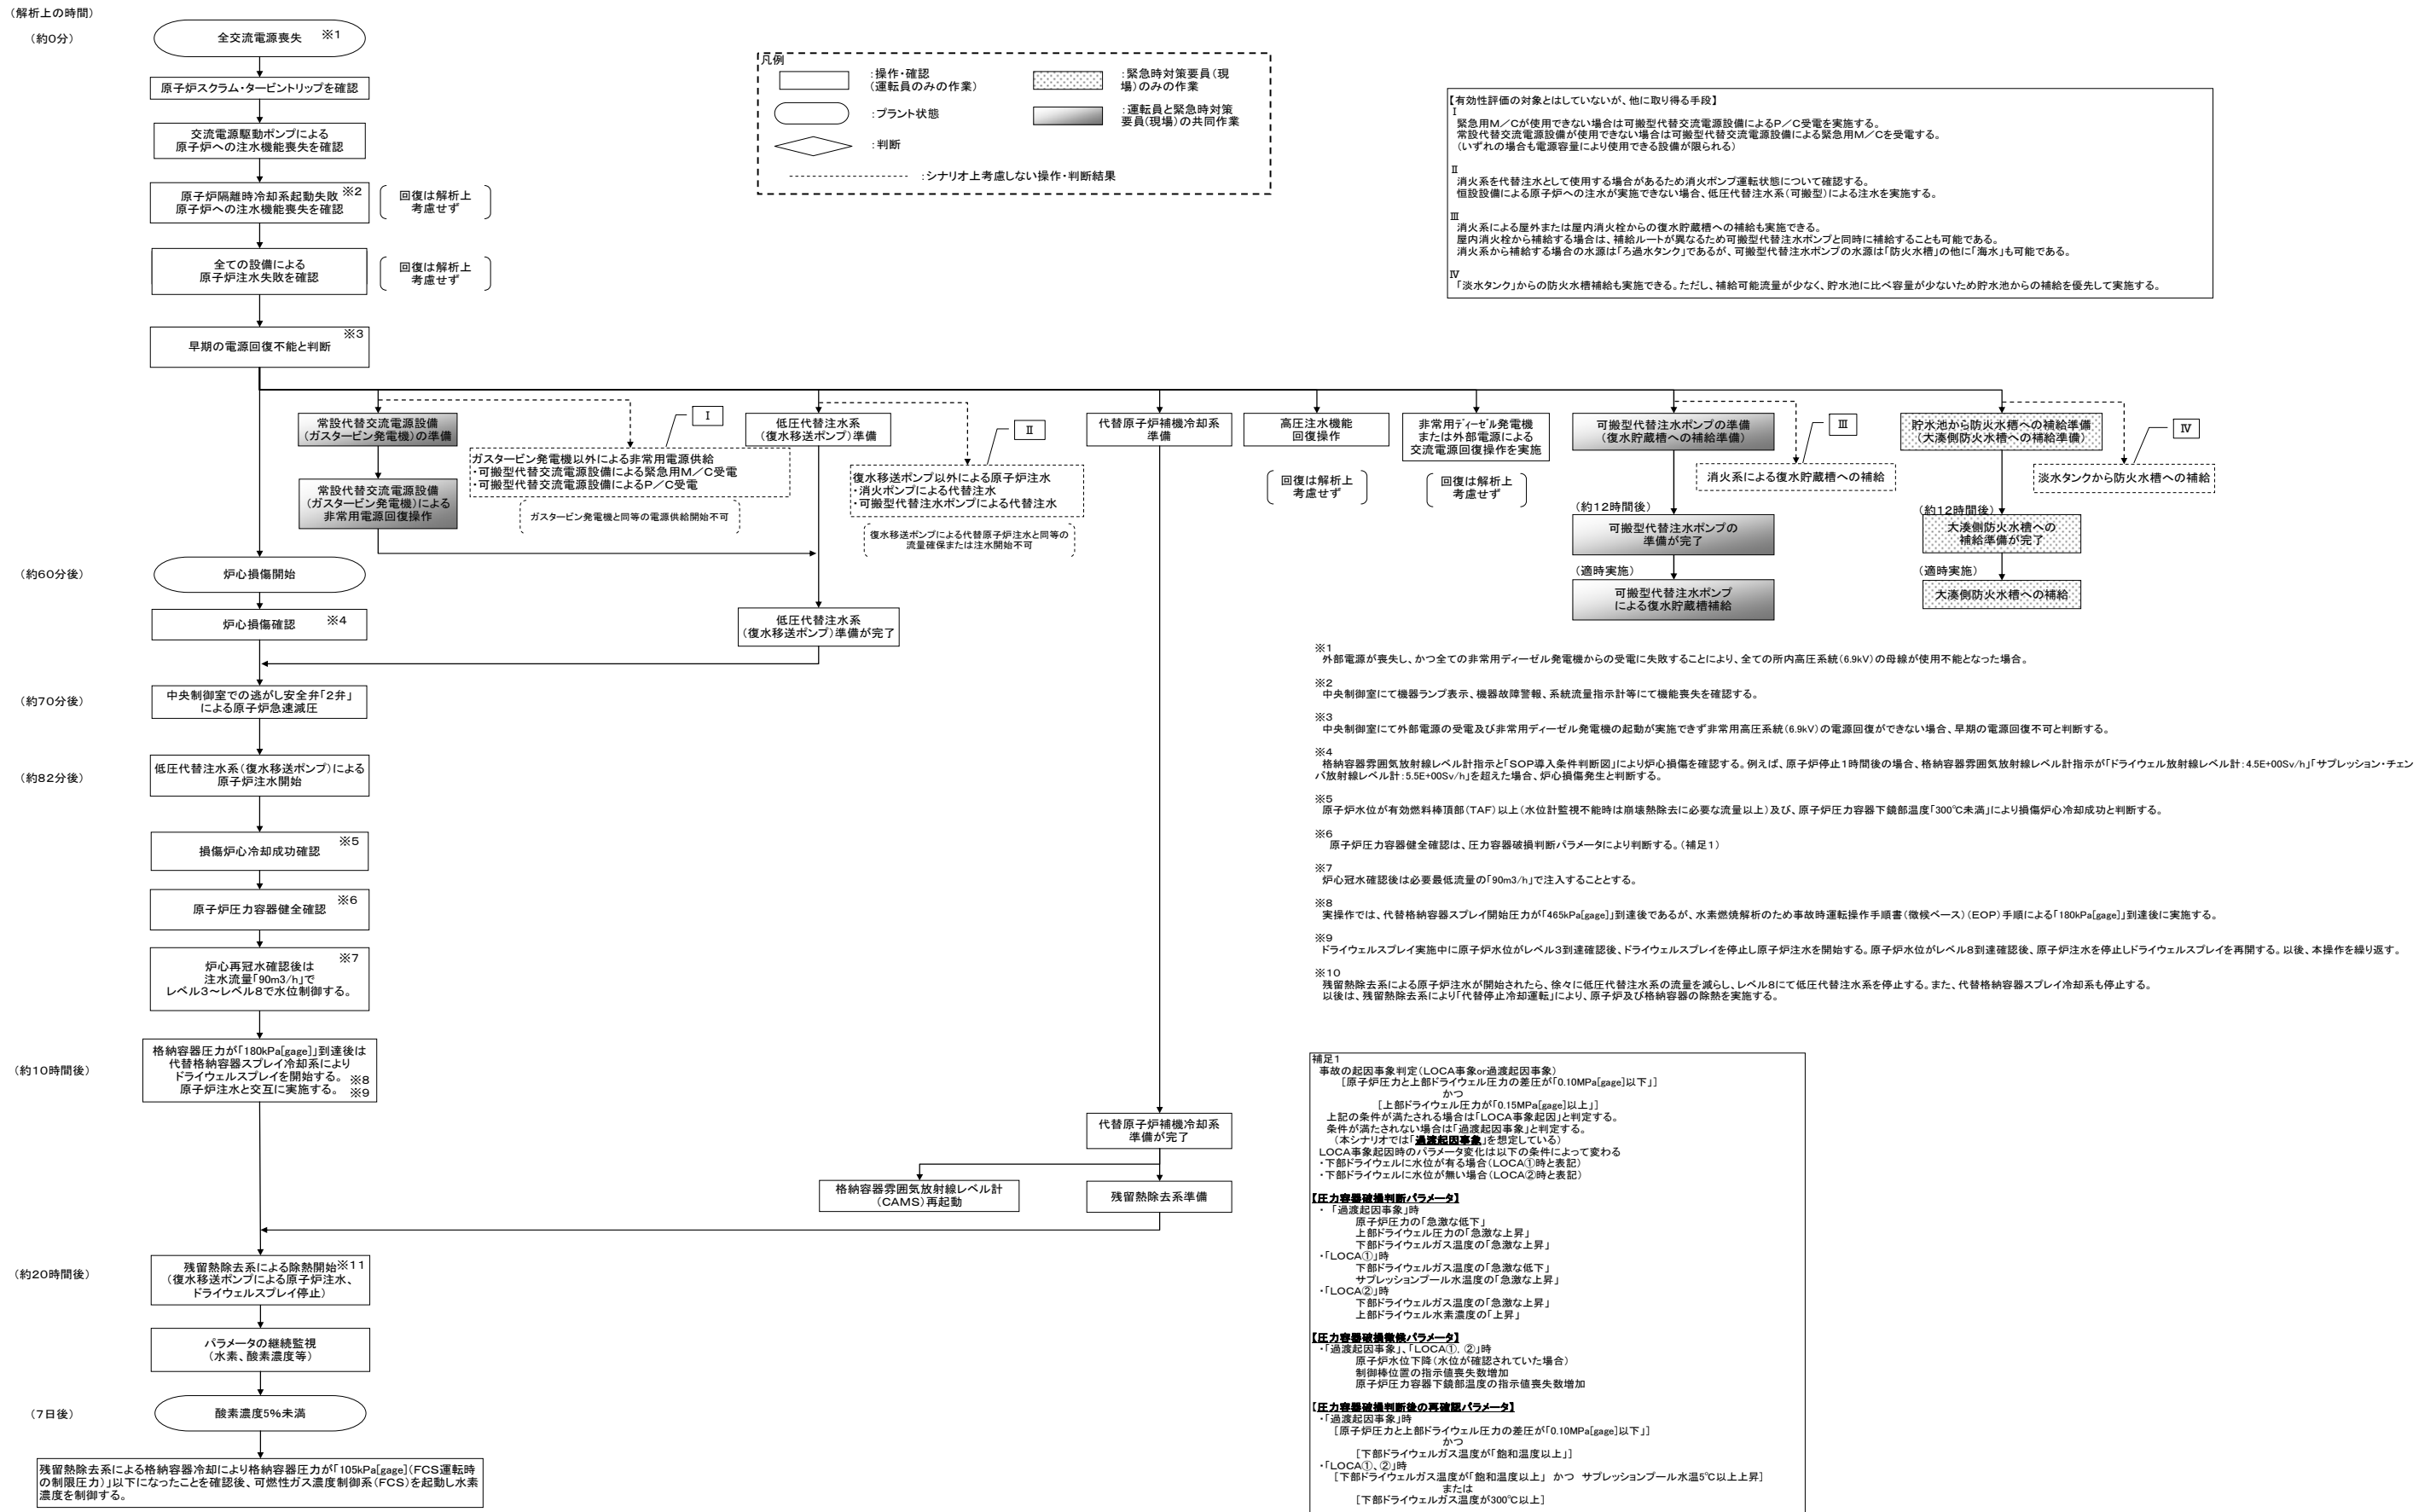 (解析上の時間)
(約0分)
全交流電源喪失 ※1
原子炉スクラム・タービントリップを確認
交流電源駆動ポンプによる
原子炉への注水機能喪失を確認
原子炉隔離時冷却系起動失敗 ※2
原子炉への注水機能喪失を確認
回復は解析上
考慮せず
全ての設備による
原子炉注水失敗を確認
回復は解析上
考慮せず
※3
早期の電源回復不能と判断
凡例
:操作・確認
(運転員のみの作業)
:緊急時対策要員(現
場)のみの作業
:プラント状態
:運転員と緊急時対策
要員(現場)の共同作業
:判断
:シナリオ上考慮しない操作・判断結果
【有効性評価の対象とはしていないが、他に取り得る手段】
Ⅰ
緊急用M/Cが使用できない場合は可搬型代替交流電源設備によるP/C受電を実施する。
常設代替交流電源設備が使用できない場合は可搬型代替交流電源設備による緊急用M/Cを受電する。
(いずれの場合も電源容量により使用できる設備が限られる)
Ⅱ
消火系を代替注水として使用する場合があるため消火ポンプ運転状態について確認する。
恒設設備による原子炉への注水が実施できない場合、低圧代替注水系(可搬型)による注水を実施する。
Ⅲ
消火系による屋外または屋内消火栓からの復水貯蔵槽への補給も実施できる。
屋内消火栓から補給する場合は、補給ルートが異なるため可搬型代替注水ポンプと同時に補給することも可能である。
消火系から補給する場合の水源は「ろ過水タンク」であるが、可搬型代替注水ポンプの水源は「防火水槽」の他に「海水」も可能である。
Ⅳ
「淡水タンク」からの防火水槽補給も実施できる。ただし、補給可能流量が少なく、貯水池に比べ容量が少ないため貯水池からの補給を優先して実施する。
常設代替交流電源設備
(ガスタービン発電機)の準備
Ⅰ
ガスタービン発電機以外による非常用電源供給
・可搬型代替交流電源設備による緊急用M/C受電
・可搬型代替交流電源設備によるP/C受電
ガスタービン発電機と同等の電源供給開始不可
常設代替交流電源設備
(ガスタービン発電機)による
非常用電源回復操作
低圧代替注水系
(復水移送ポンプ)準備
Ⅱ
復水移送ポンプ以外による原子炉注水
・消火ポンプによる代替注水
・可搬型代替注水ポンプによる代替注水
復水移送ポンプによる代替原子炉注水と同等の
流量確保または注水開始不可
代替原子炉補機冷却系
準備
高圧注水機能
回復操作
回復は解析上
考慮せず
非常用ディーゼル発電機
または外部電源による
交流電源回復操作を実施
回復は解析上
考慮せず
可搬型代替注水ポンプの準備
(復水貯蔵槽への補給準備)
Ⅲ
消火系による復水貯蔵槽への補給
(約12時間後)
可搬型代替注水ポンプの
準備が完了
(適時実施)
可搬型代替注水ポンプ
による復水貯蔵槽補給
貯水池から防火水槽への補給準備
(大湊側防火水槽への補給準備)
Ⅳ
淡水タンクから防火水槽への補給
(約12時間後)
大湊側防火水槽への
補給準備が完了
(適時実施)
大湊側防火水槽への補給
(約60分後)
炉心損傷開始
炉心損傷確認 ※4
低圧代替注水系
(復水移送ポンプ)準備が完了
(約70分後)
中央制御室での逃がし安全弁「2弁」
による原子炉急速減圧
(約82分後)
低圧代替注水系(復水移送ポンプ)による
原子炉注水開始
※5
損傷炉心冷却成功確認
※6
原子炉圧力容器健全確認
※7
炉心再冠水確認後は
注水流量「90m3/h」で
レベル3~レベル8で水位制御する。
(約10時間後)
格納容器圧力が「180kPa[gage]」到達後は
代替格納容器スプレイ冷却系により
ドライウェルスプレイを開始する。 ※8
原子炉注水と交互に実施する。 ※9
代替原子炉補機冷却系
準備が完了
格納容器雰囲気放射線レベル計
(CAMS)再起動
残留熱除去系準備
(約20時間後)
残留熱除去系による除熱開始※11
(復水移送ポンプによる原子炉注水、
ドライウェルスプレイ停止)
パラメータの継続監視
(水素、酸素濃度等)
(7日後)
酸素濃度5%未満
残留熱除去系による格納容器冷却により格納容器圧力が「105kPa[gage](FCS運転時
の制限圧力)」以下になったことを確認後、可燃性ガス濃度制御系(FCS)を起動し水素
濃度を制御する。
※1
外部電源が喪失し、かつ全ての非常用ディーゼル発電機からの受電に失敗することにより、全ての所内高圧系統(6.9kV)の母線が使用不能となった場合。
※2
中央制御室にて機器ランプ表示、機器故障警報、系統流量指示計等にて機能喪失を確認する。
※3
中央制御室にて外部電源の受電及び非常用ディーゼル発電機の起動が実施できず非常用高圧系統(6.9kV)の電源回復ができない場合、早期の電源回復不可と判断する。
※4
格納容器雰囲気放射線レベル計指示と「SOP導入条件判断図」により炉心損傷を確認する。例えば、原子炉停止1時間後の場合、格納容器雰囲気放射線レベル計指示が「ドライウェル放射線レベル計:4.5E+00Sv/h」「サプレッション・チェン
バ放射線レベル計:5.5E+00Sv/h」を超えた場合、炉心損傷発生と判断する。
※5
原子炉水位が有効燃料棒頂部(TAF)以上(水位計監視不能時は崩壊熱除去に必要な流量以上)及び、原子炉圧力容器下鏡部温度「300℃未満」により損傷炉心冷却成功と判断する。
※6
原子炉圧力容器健全確認は、圧力容器破損判断パラメータにより判断する。(補足1)
※7
炉心冠水確認後は必要最低流量の「90m3/h」で注入することとする。
※8
実操作では、代替格納容器スプレイ開始圧力が「465kPa[gage]」到達後であるが、水素燃焼解析のため事故時運転操作手順書(徴候ベース)(EOP)手順による「180kPa[gage]」到達後に実施する。
※9
ドライウェルスプレイ実施中に原子炉水位がレベル3到達確認後、ドライウェルスプレイを停止し原子炉注水を開始する。原子炉水位がレベル8到達確認後、原子炉注水を停止しドライウェルスプレイを再開する。以後、本操作を繰り返す。
※10
残留熱除去系による原子炉注水が開始されたら、徐々に低圧代替注水系の流量を減らし、レベル8にて低圧代替注水系を停止する。また、代替格納容器スプレイ冷却系も停止する。
以後は、残留熱除去系により「代替停止冷却運転」により、原子炉及び格納容器の除熱を実施する。
補足1
事故の起因事象判定(LOCA事象or過渡起因事象)
[原子炉圧力と上部ドライウェル圧力の差圧が「0.10MPa[gage]以下」]
かつ
[上部ドライウェル圧力が「0.15MPa[gage]以上」]
上記の条件が満たされる場合は「LOCA事象起因」と判定する。
条件が満たされない場合は「過渡起因事象」と判定する。
(本シナリオでは「過渡起因事象」を想定している)
LOCA事象起因時のパラメータ変化は以下の条件によって変わる
・下部ドライウェルに水位が有る場合(LOCA①時と表記)
・下部ドライウェルに水位が無い場合(LOCA②時と表記)
【圧力容器破損判断パラメータ】
・「過渡起因事象」時
原子炉圧力の「急激な低下」
上部ドライウェル圧力の「急激な上昇」
下部ドライウェルガス温度の「急激な上昇」
・「LOCA①」時
下部ドライウェルガス温度の「急激な低下」
サプレッションプール水温度の「急激な上昇」
・「LOCA②」時
下部ドライウェルガス温度の「急激な上昇」
上部ドライウェル水素濃度の「上昇」
【圧力容器破損徴候パラメータ】
・「過渡起因事象」、「LOCA①、②」時
原子炉水位下降(水位が確認されていた場合)
制御棒位置の指示値喪失数増加
原子炉圧力容器下鏡部温度の指示値喪失数増加
【圧力容器破損判断後の再確認パラメータ】
・「過渡起因事象」時
[原子炉圧力と上部ドライウェル圧力の差圧が「0.10MPa[gage]以下」]
かつ
[下部ドライウェルガス温度が「飽和温度以上」]
・「LOCA①、②」時
[下部ドライウェルガス温度が「飽和温度以上」 かつ サプレッションプール水温5℃以上上昇]
または
[下部ドライウェルガス温度が300℃以上]